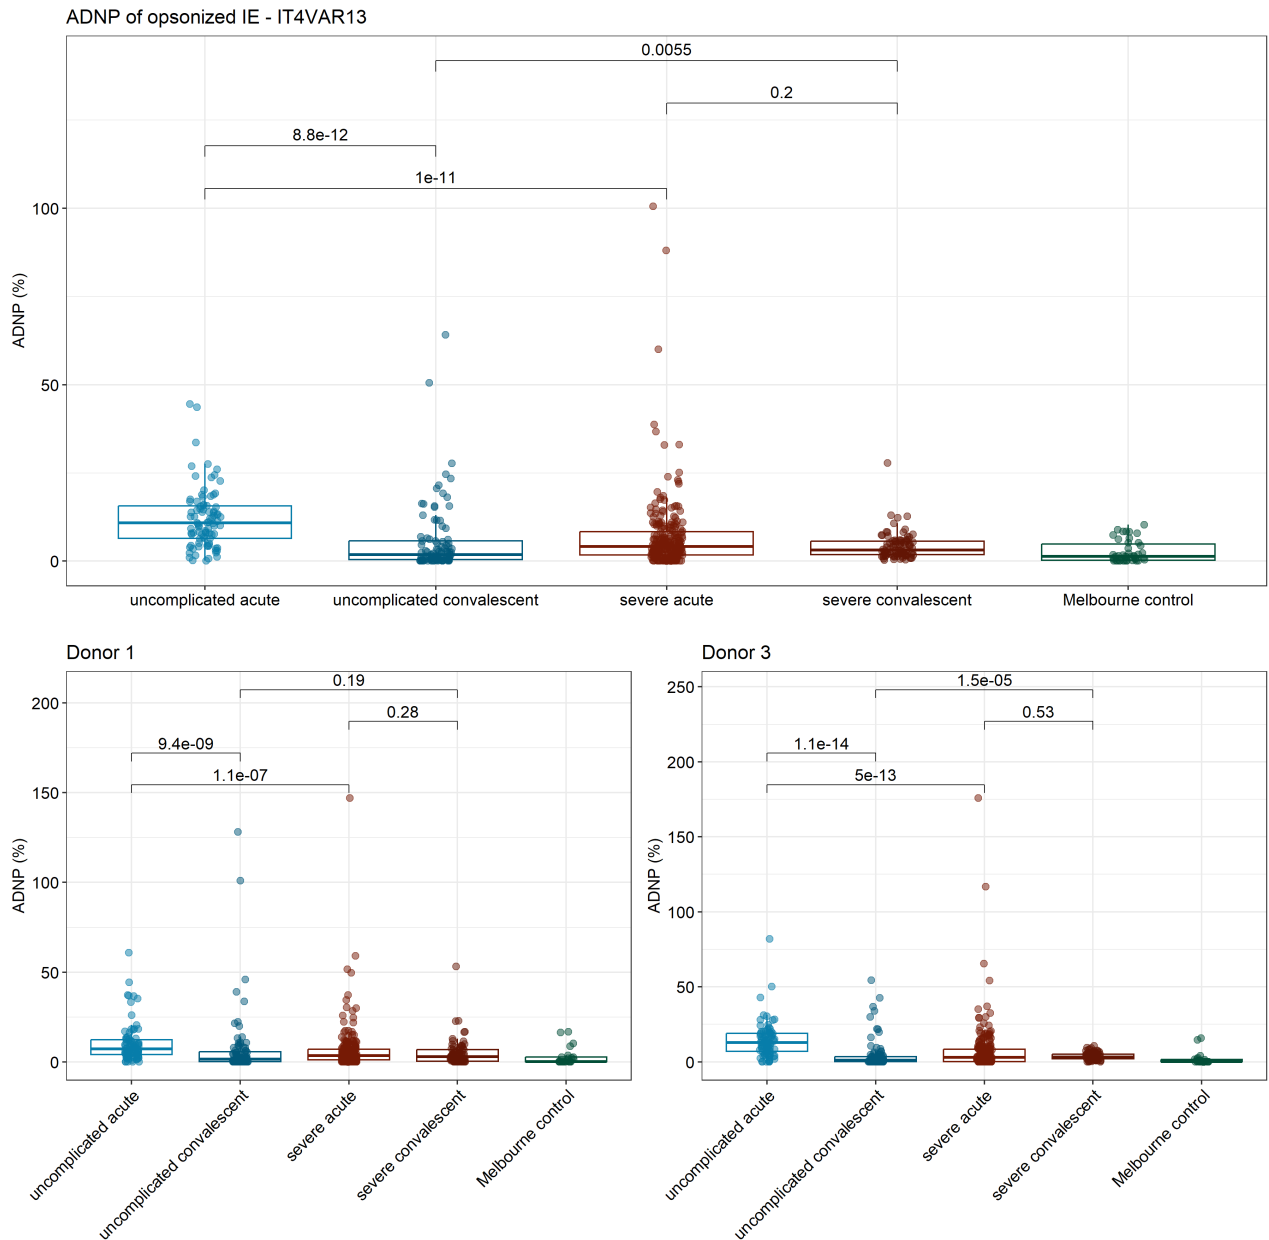 ADNP of opsonized IE - IT4VAR13
0.0055
0.2
8.8e-12
1e-11
100
50
0
ADNP (%)
uncomplicated acute
uncomplicated convalescent
severe acute
severe convalescent
Melbourne control
Donor 1
0.19
0.28
9.4e-09
1.1e-07
200
150
100
50
0
ADNP (%)
uncomplicated acute
uncomplicated convalescent
severe acute
severe convalescent
Melbourne control
Donor 3
1.5e-05
0.53
1.1e-14
5e-13
250
200
150
100
50
0
ADNP (%)
uncomplicated acute
uncomplicated convalescent
severe acute
severe convalescent
Melbourne control